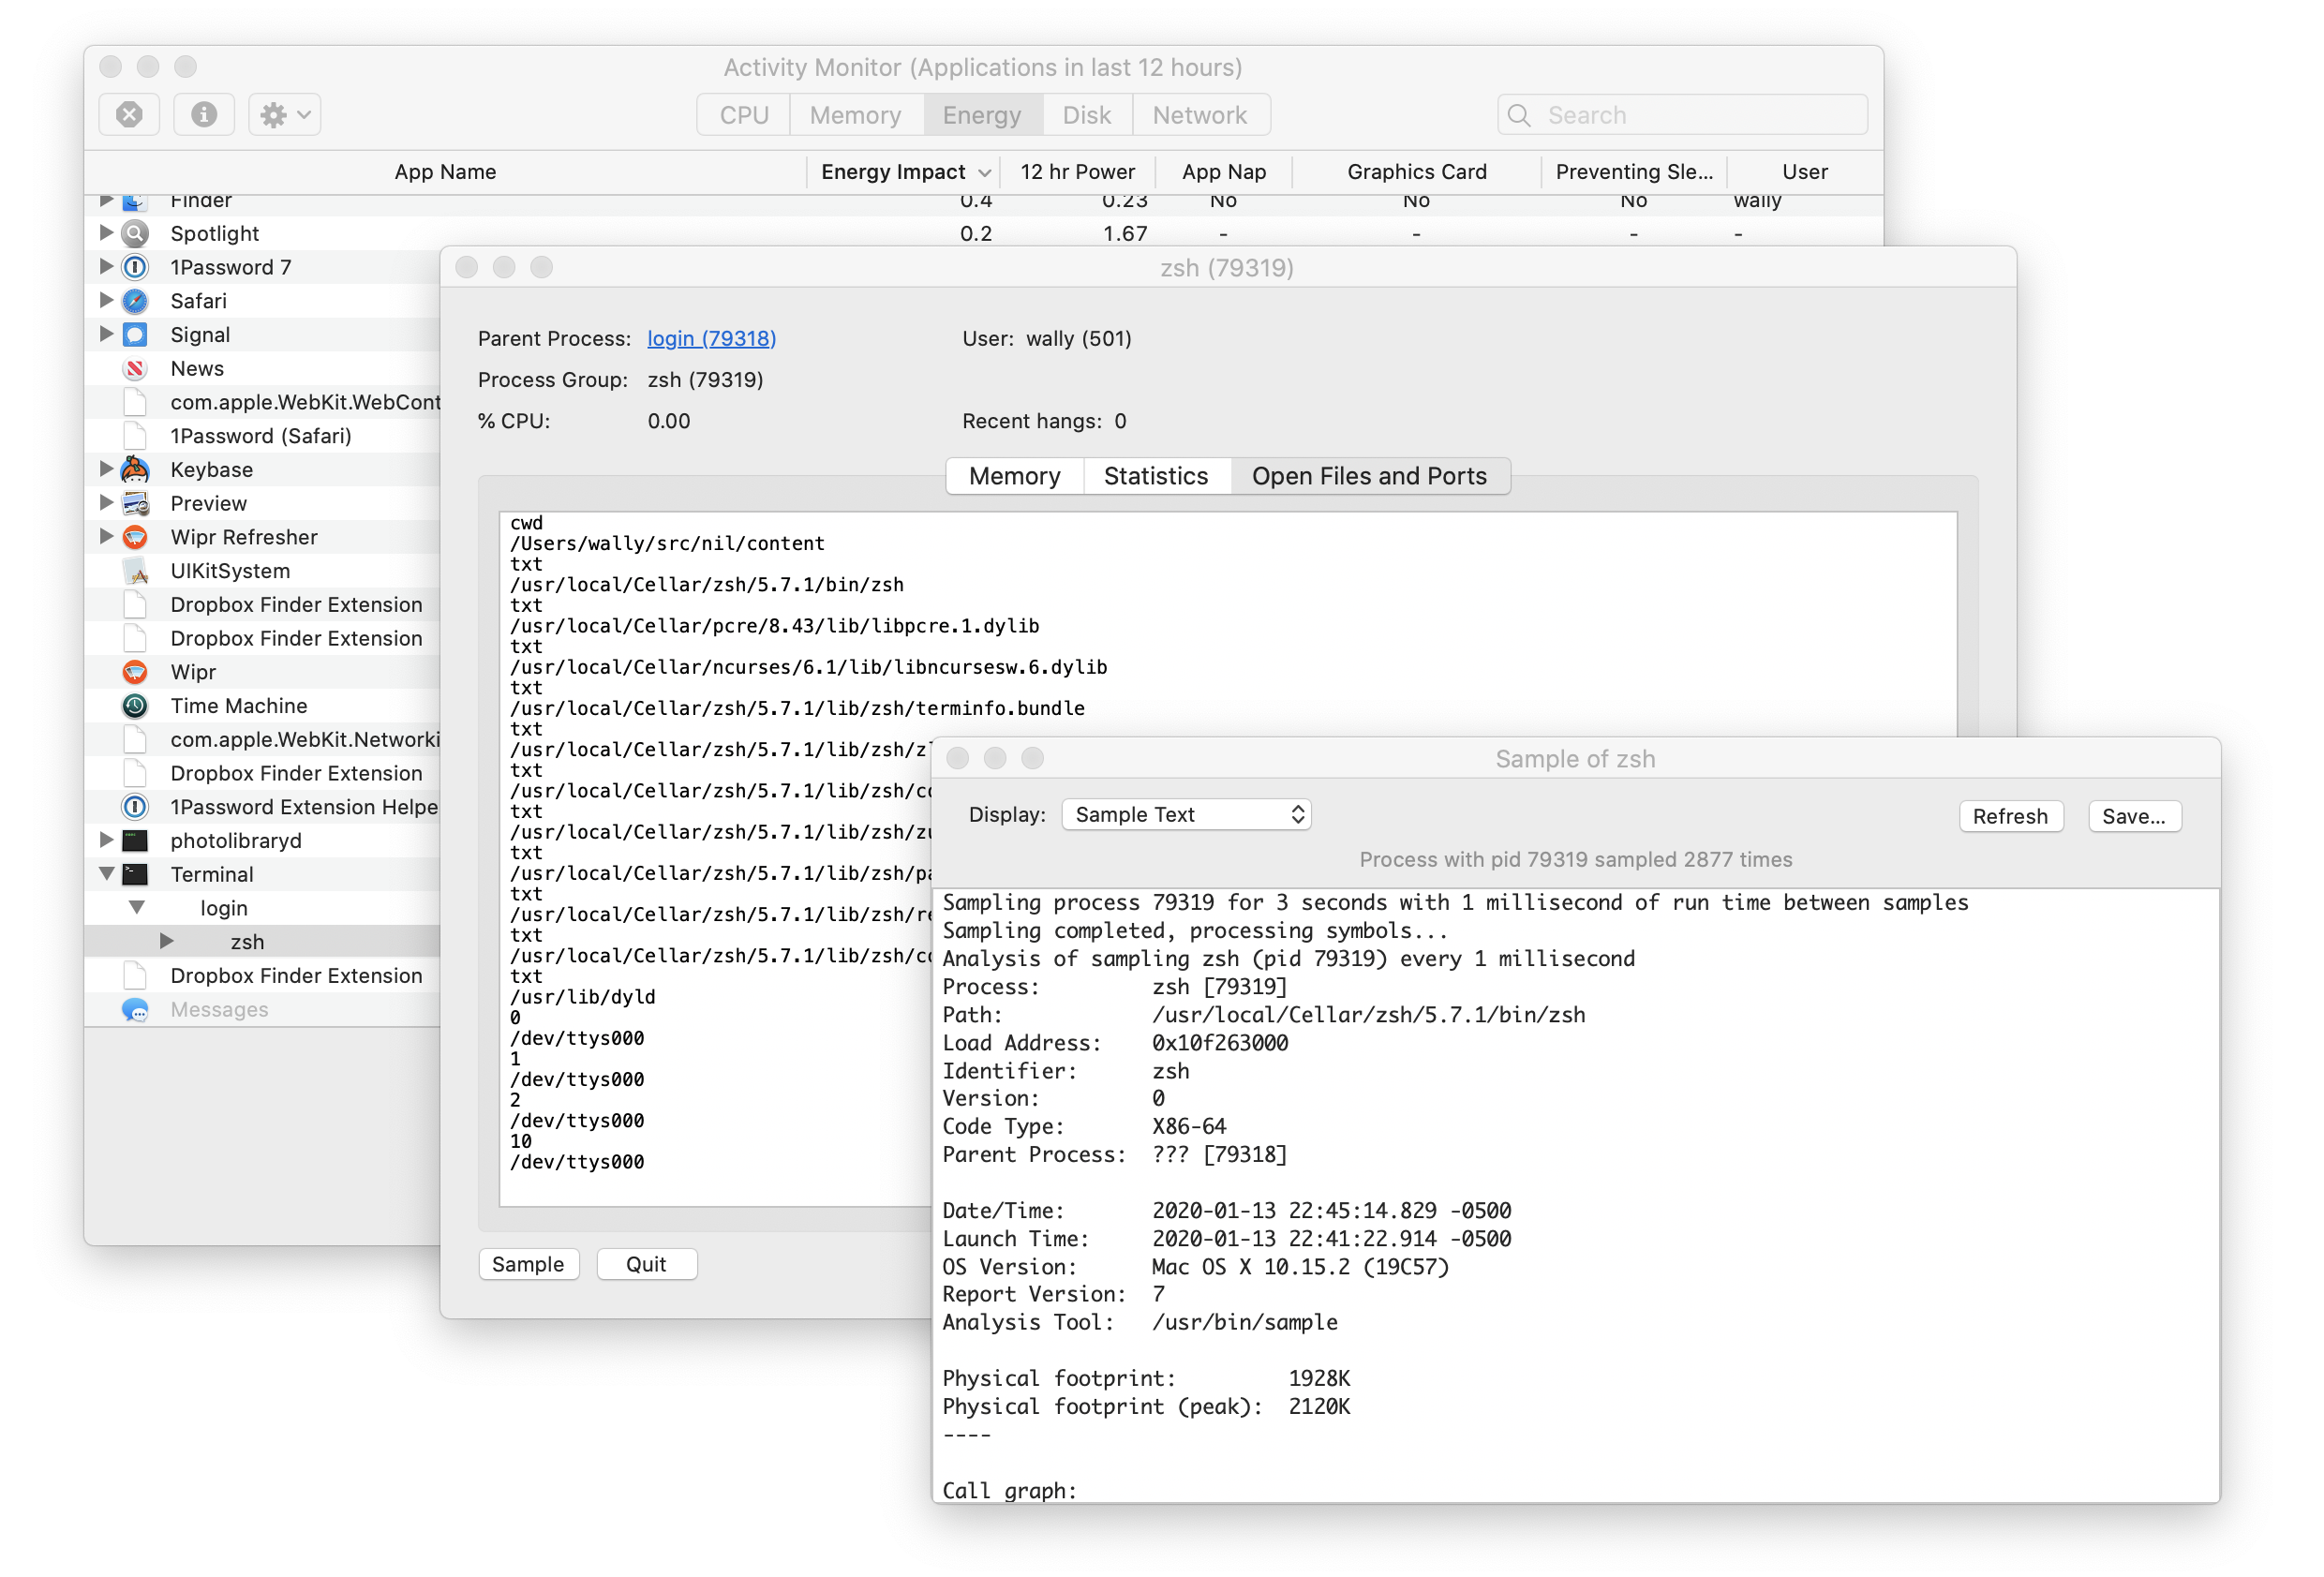 Activity Monitor (Applications in last 12 hours)
CPU Memory Energy Disk Network Search
App Name Energy Impact 12 hr Power App Nap Graphics Card Preventing Sle... User
Finder 0.4 0.23 No No No wally
Spotlight 0.2 1.67 - - - -
1Password 7
Safari
Signal
News
com.apple.WebKit.WebCont
1Password (Safari)
Keybase
Preview
Wipr Refresher
UIKitSystem
Dropbox Finder Extension
Dropbox Finder Extension
Wipr
Time Machine
com.apple.WebKit.Networki
Dropbox Finder Extension
1Password Extension Helpe
photolibraryd
Terminal
login
zsh
Dropbox Finder Extension
Messages
zsh (79319)
Parent Process: login (79318) User: wally (501)
Process Group: zsh (79319)
% CPU: 0.00 Recent hangs: 0
Memory Statistics Open Files and Ports
cwd
/Users/wally/src/nil/content
txt
/usr/local/Cellar/zsh/5.7.1/bin/zsh
txt
/usr/local/Cellar/pcre/8.43/lib/libpcre.1.dylib
txt
/usr/local/Cellar/ncurses/6.1/lib/libncursesw.6.dylib
txt
/usr/local/Cellar/zsh/5.7.1/lib/zsh/terminfo.bundle
txt
/usr/local/Cellar/zsh/5.7.1/lib/zsh/zl
txt
/usr/local/Cellar/zsh/5.7.1/lib/zsh/co
txt
/usr/local/Cellar/zsh/5.7.1/lib/zsh/zu
txt
/usr/local/Cellar/zsh/5.7.1/lib/zsh/pa
txt
/usr/local/Cellar/zsh/5.7.1/lib/zsh/re
txt
/usr/local/Cellar/zsh/5.7.1/lib/zsh/co
txt
/usr/lib/dyld
0
/dev/ttys000
1
/dev/ttys000
2
/dev/ttys000
10
/dev/ttys000
Sample Quit
Sample of zsh
Display: Sample Text Refresh Save...
Process with pid 79319 sampled 2877 times
Sampling process 79319 for 3 seconds with 1 millisecond of run time between samples
Sampling completed, processing symbols...
Analysis of sampling zsh (pid 79319) every 1 millisecond
Process: zsh [79319]
Path: /usr/local/Cellar/zsh/5.7.1/bin/zsh
Load Address: 0x10f263000
Identifier: zsh
Version: 0
Code Type: X86-64
Parent Process: ??? [79318]
Date/Time: 2020-01-13 22:45:14.829 -0500
Launch Time: 2020-01-13 22:41:22.914 -0500
OS Version: Mac OS X 10.15.2 (19C57)
Report Version: 7
Analysis Tool: /usr/bin/sample
Physical footprint: 1928K
Physical footprint (peak): 2120K
----
Call graph: